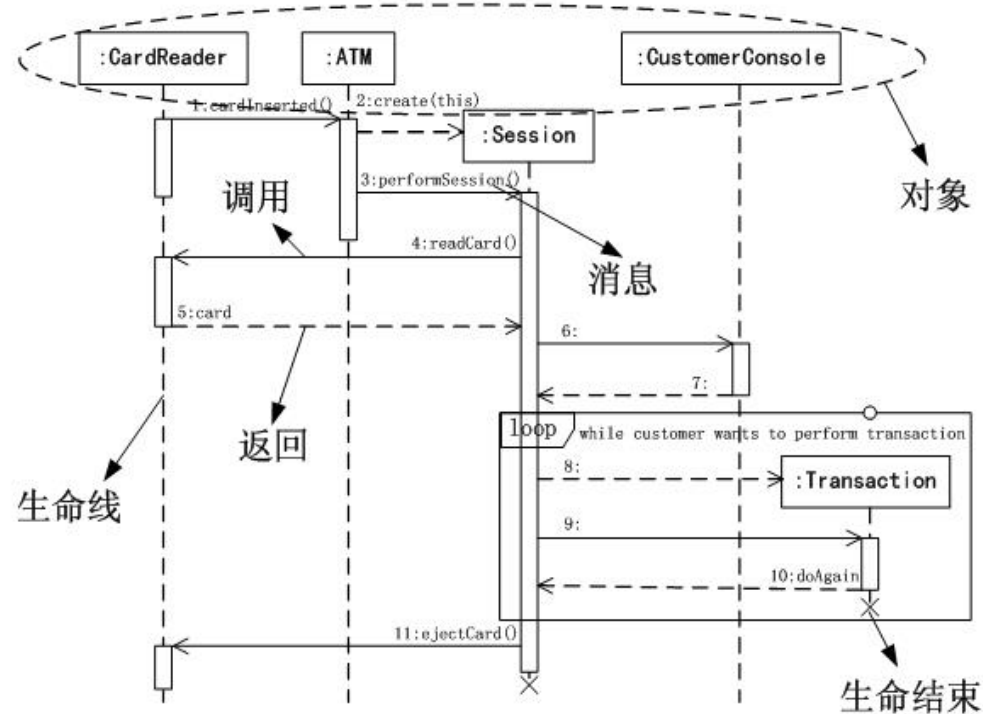 :CardReader
:ATM
:CustomerConsole
1:cardInserted()
2:create(this)
:Session
对象
3:performSession()
调用
4:readCard()
消息
5:card
6:
7:
返回
loop
while customer wants to perform transaction
8:
:Transaction
生命线
9:
10:doAgain
11:ejectCard()
生命结束